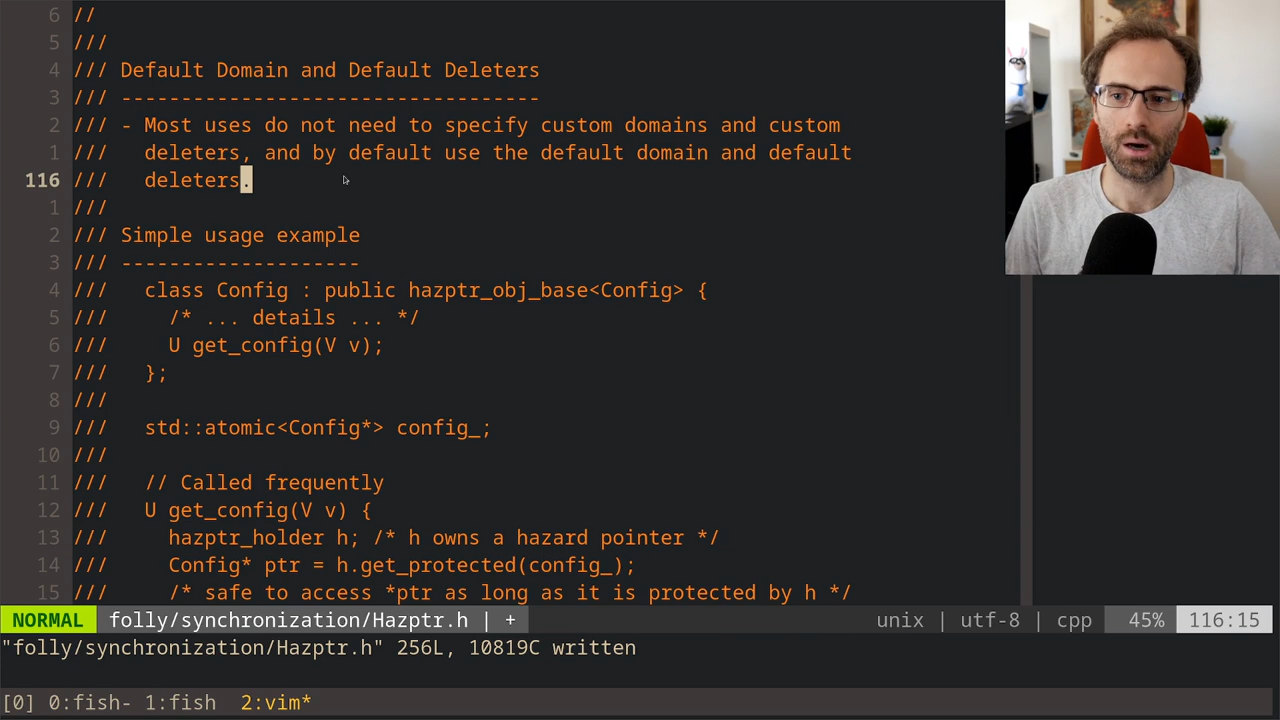 6 //
5 ///
4 /// Default Domain and Default Deleters
3 /// -----------------------------------
2 /// - Most uses do not need to specify custom domains and custom
1 ///   deleters, and by default use the default domain and default
116 ///   deleters.
1 ///
2 /// Simple usage example
3 /// --------------------
4 ///   class Config : public hazptr_obj_base<Config> {
5 ///     /* ... details ... */
6 ///     U get_config(V v);
7 ///   };
8 ///
9 ///   std::atomic<Config*> config_;
10 ///
11 ///   // Called frequently
12 ///   U get_config(V v) {
13 ///     hazptr_holder h; /* h owns a hazard pointer */
14 ///     Config* ptr = h.get_protected(config_);
15 ///     /* safe to access *ptr as long as it is protected by h */
NORMAL folly/synchronization/Hazptr.h | + unix | utf-8 | cpp 45% 116:15
"folly/synchronization/Hazptr.h" 256L, 10819C written
[0] 0:fish- 1:fish 2:vim*